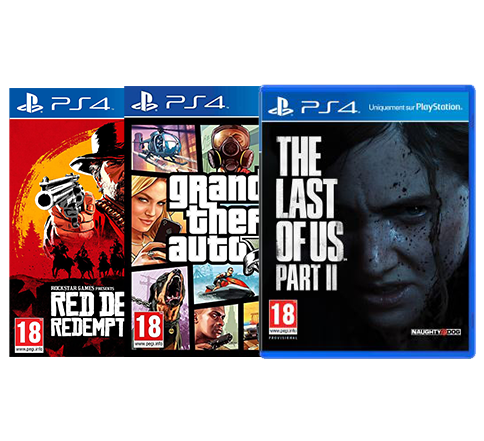 PS4
ROCKSTAR GAMES PRESENTS
RED DE
REDEMPT
18
www.pegi.info
PS4
grand
theft
auto
18
www.pegi.info
PS4
Uniquement sur PlayStation.
THE
LAST
OF US
PART II
18
www.pegi.info
PROVISIONAL
NAUGHTY DOG